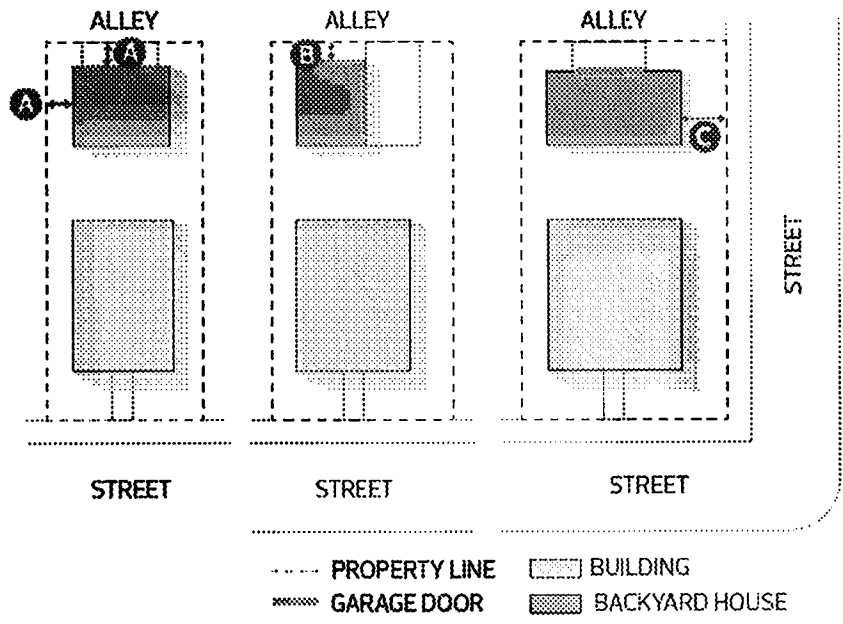 ALLEY ALLEY ALLEY
A B
A
C
STREET
STREET STREET STREET
PROPERTY LINE BUILDING
GARAGE DOOR BACKYARD HOUSE